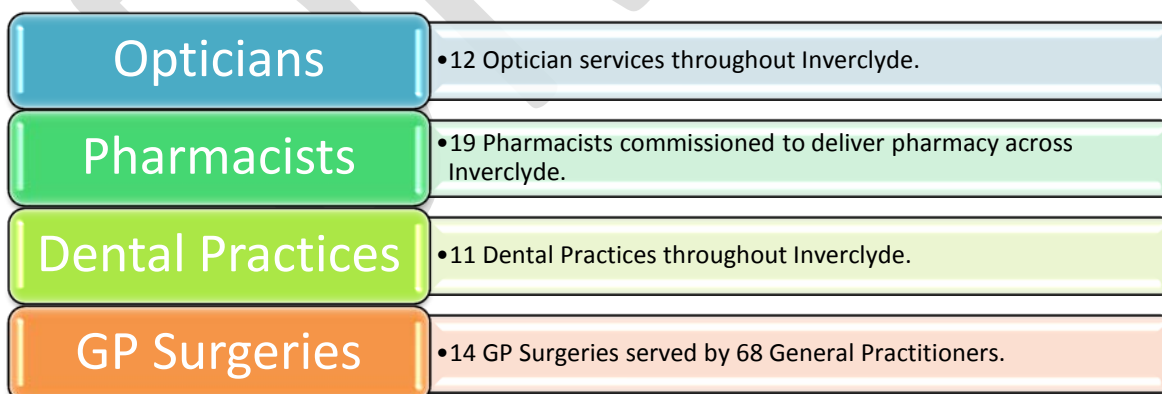 Opticians
•12 Optician services throughout Inverclyde.
Pharmacists
•19 Pharmacists commissioned to deliver pharmacy across
Inverclyde.
Dental Practices
•11 Dental Practices throughout Inverclyde.
GP Surgeries
•14 GP Surgeries served by 68 General Practitioners.